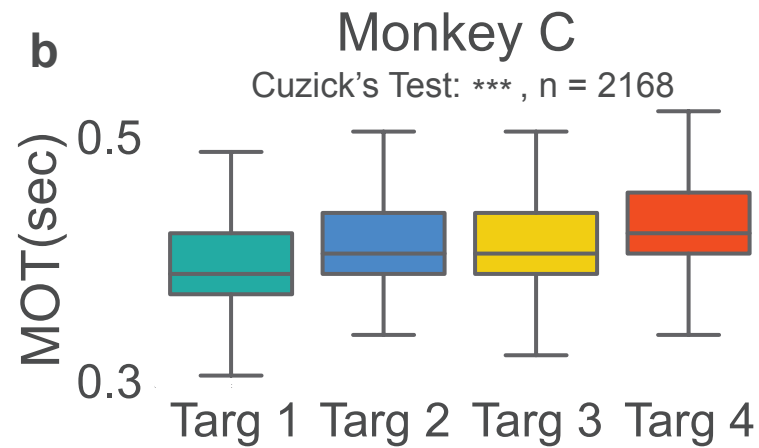 b
Monkey C
Cuzick's Test: *** , n = 2168
MOT(sec)
0.5
0.3
Targ 1 Targ 2 Targ 3 Targ 4